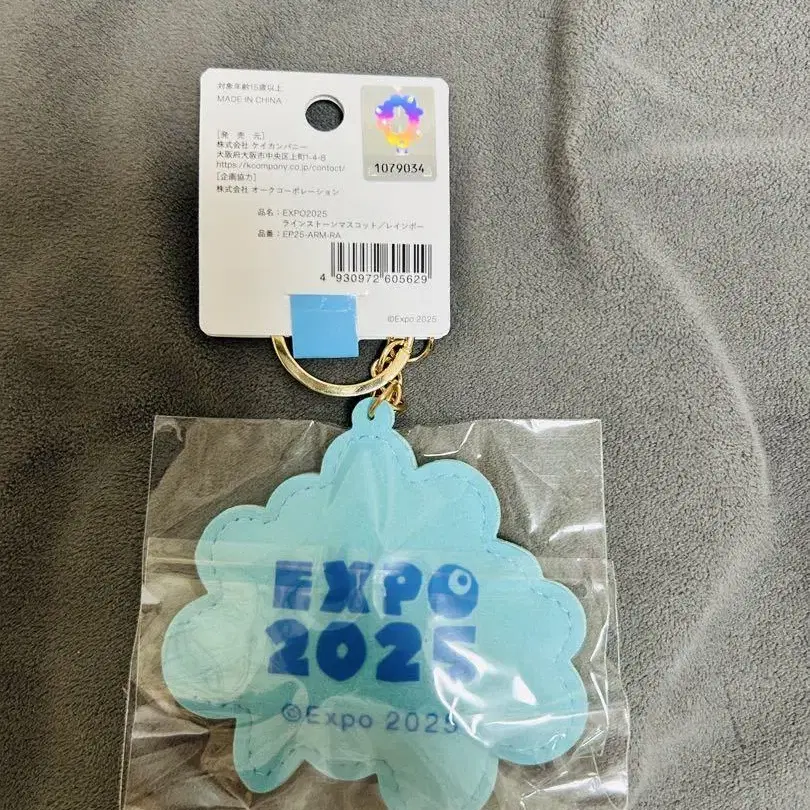 対象年齢15歳以上
MADE IN CHINA
[発 売 元]
株式会社 ケイカンパニー
大阪府大阪市中央区上町1-4-8
https://kcompany.co.jp/contact/
[企画協力]
株式会社 オークコーポレーション
1079034
品名：EXPO2025
ラインストーンマスコット／レインボー
品番：EP25-ARM-RA
4 930972 605629
©Expo 2025
EXPO
2025
©Expo 2025